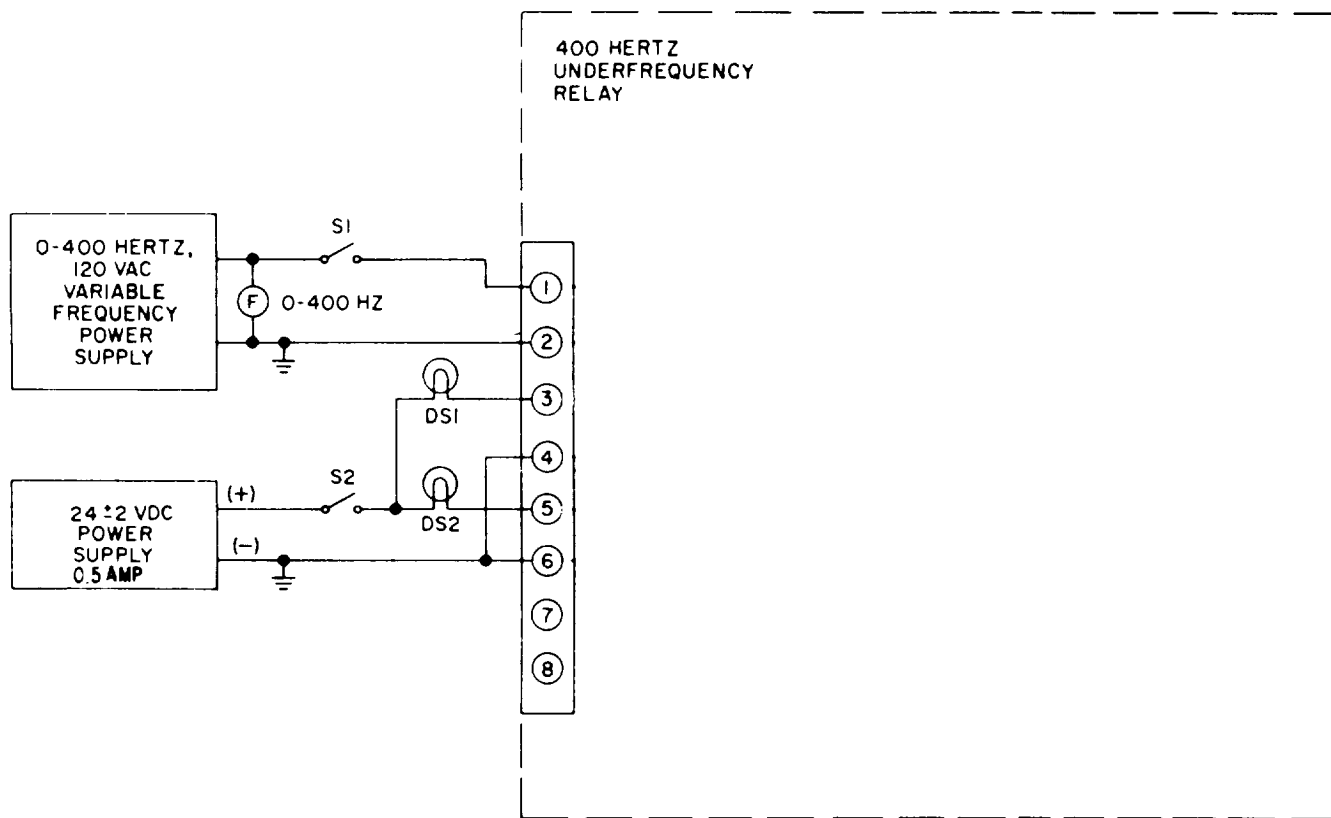 400 HERTZ
UNDERFREQUENCY
RELAY
0-400 HERTZ,
120 VAC
VARIABLE
FREQUENCY
POWER
SUPPLY
F
0-400 HZ
S1
1
2
DS1
3
4
24 ±2 VDC
POWER
SUPPLY
0.5 AMP
(+)
(-)
S2
DS2
5
6
7
8